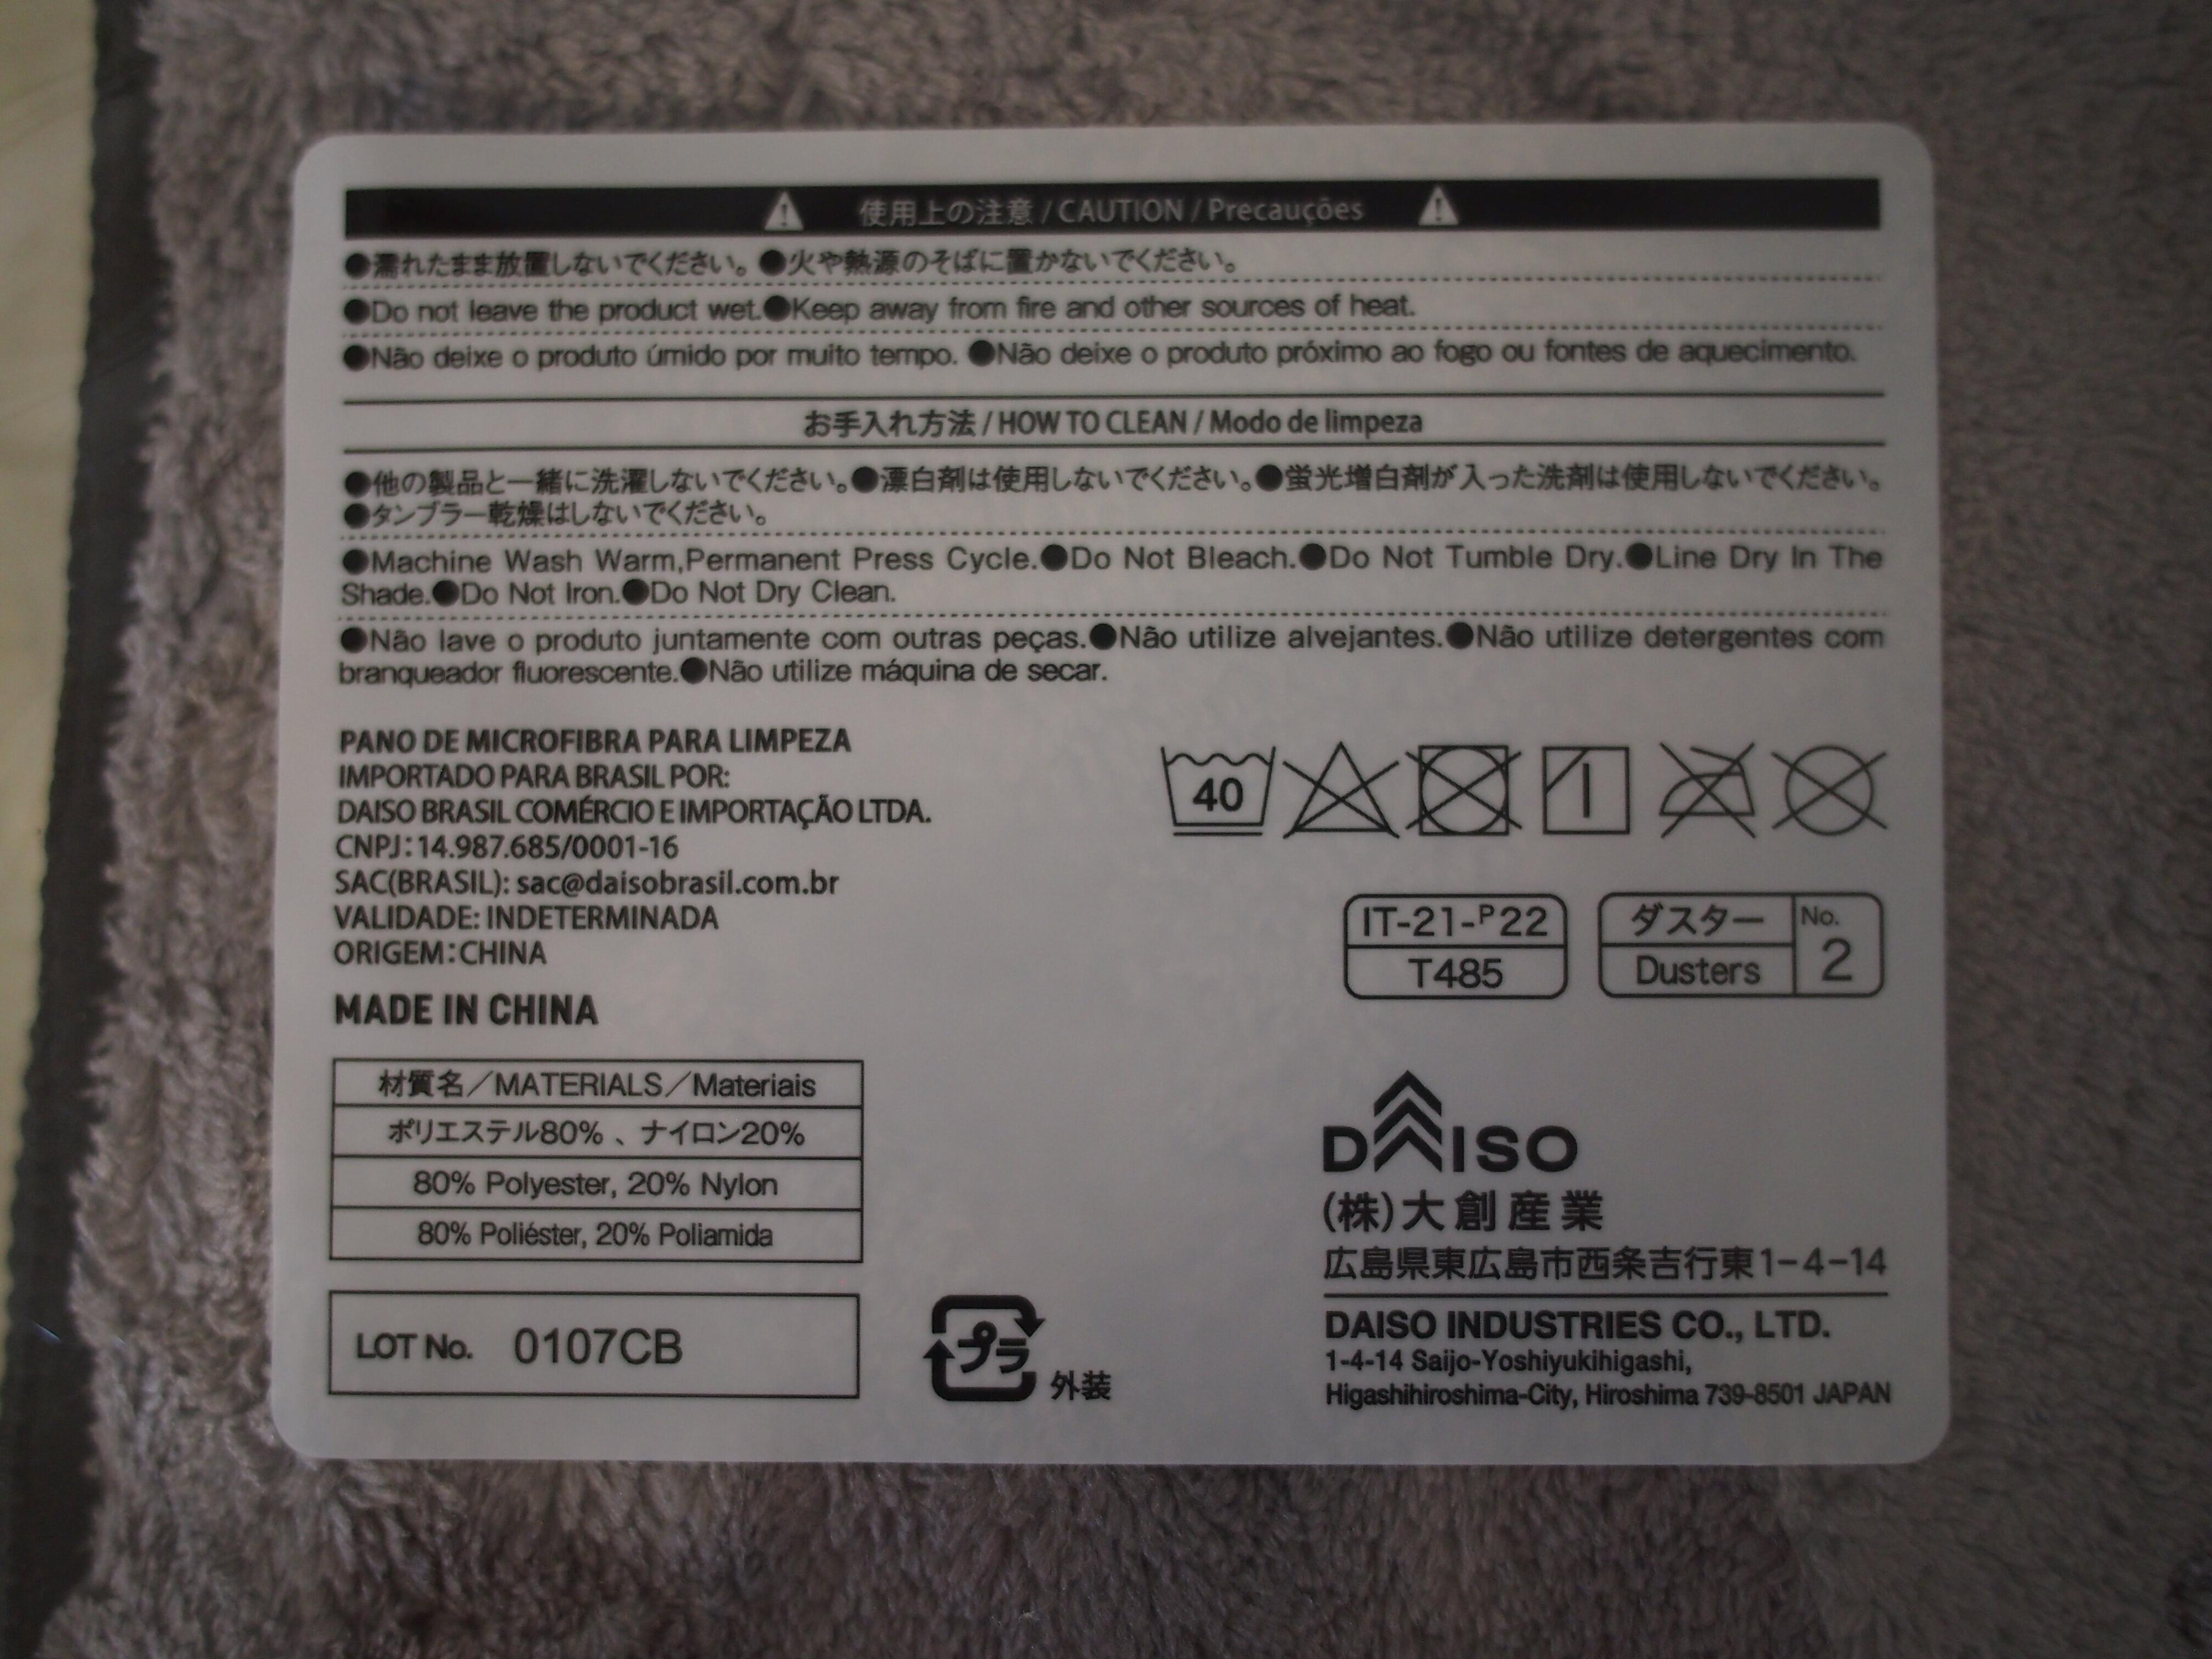 使用上の注意 / CAUTION / Precauções
●濡れたまま放置しないでください。●火や熱源のそばに置かないでください。
●Do not leave the product wet.●Keep away from fire and other sources of heat.
●Não deixe o produto úmido por muito tempo. ●Não deixe o produto próximo ao fogo ou fontes de aquecimento.
お手入れ方法 / HOW TO CLEAN / Modo de limpeza
●他の製品と一緒に洗濯しないでください。●漂白剤は使用しないでください。●蛍光増白剤が入った洗剤は使用しないでください。
●タンブラー乾燥はしないでください。
●Machine Wash Warm,Permanent Press Cycle.●Do Not Bleach.●Do Not Tumble Dry.●Line Dry In The
Shade.●Do Not Iron.●Do Not Dry Clean.
●Não lave o produto juntamente com outras peças.●Não utilize alvejantes.●Não utilize detergentes com
branqueador fluorescente.●Não utilize máquina de secar.
PANO DE MICROFIBRA PARA LIMPEZA
IMPORTADO PARA BRASIL POR:
DAISO BRASIL COMÉRCIO E IMPORTAÇÃO LTDA.
CNPJ:14.987.685/0001-16
SAC(BRASIL): sac@daisobrasil.com.br
VALIDADE: INDETERMINADA
ORIGEM:CHINA
MADE IN CHINA
40
IT-21-P22
T485
ダスター
Dusters
No.
2
材質名／MATERIALS／Materiais
ポリエステル80% 、ナイロン20%
80% Polyester, 20% Nylon
80% Poliéster, 20% Poliamida
LOT No. 0107CB
プラ
外装
DAISO
(株)大創産業
広島県東広島市西条吉行東1-4-14
DAISO INDUSTRIES CO., LTD.
1-4-14 Saijo-Yoshiyukihigashi,
Higashihiroshima-City, Hiroshima 739-8501 JAPAN